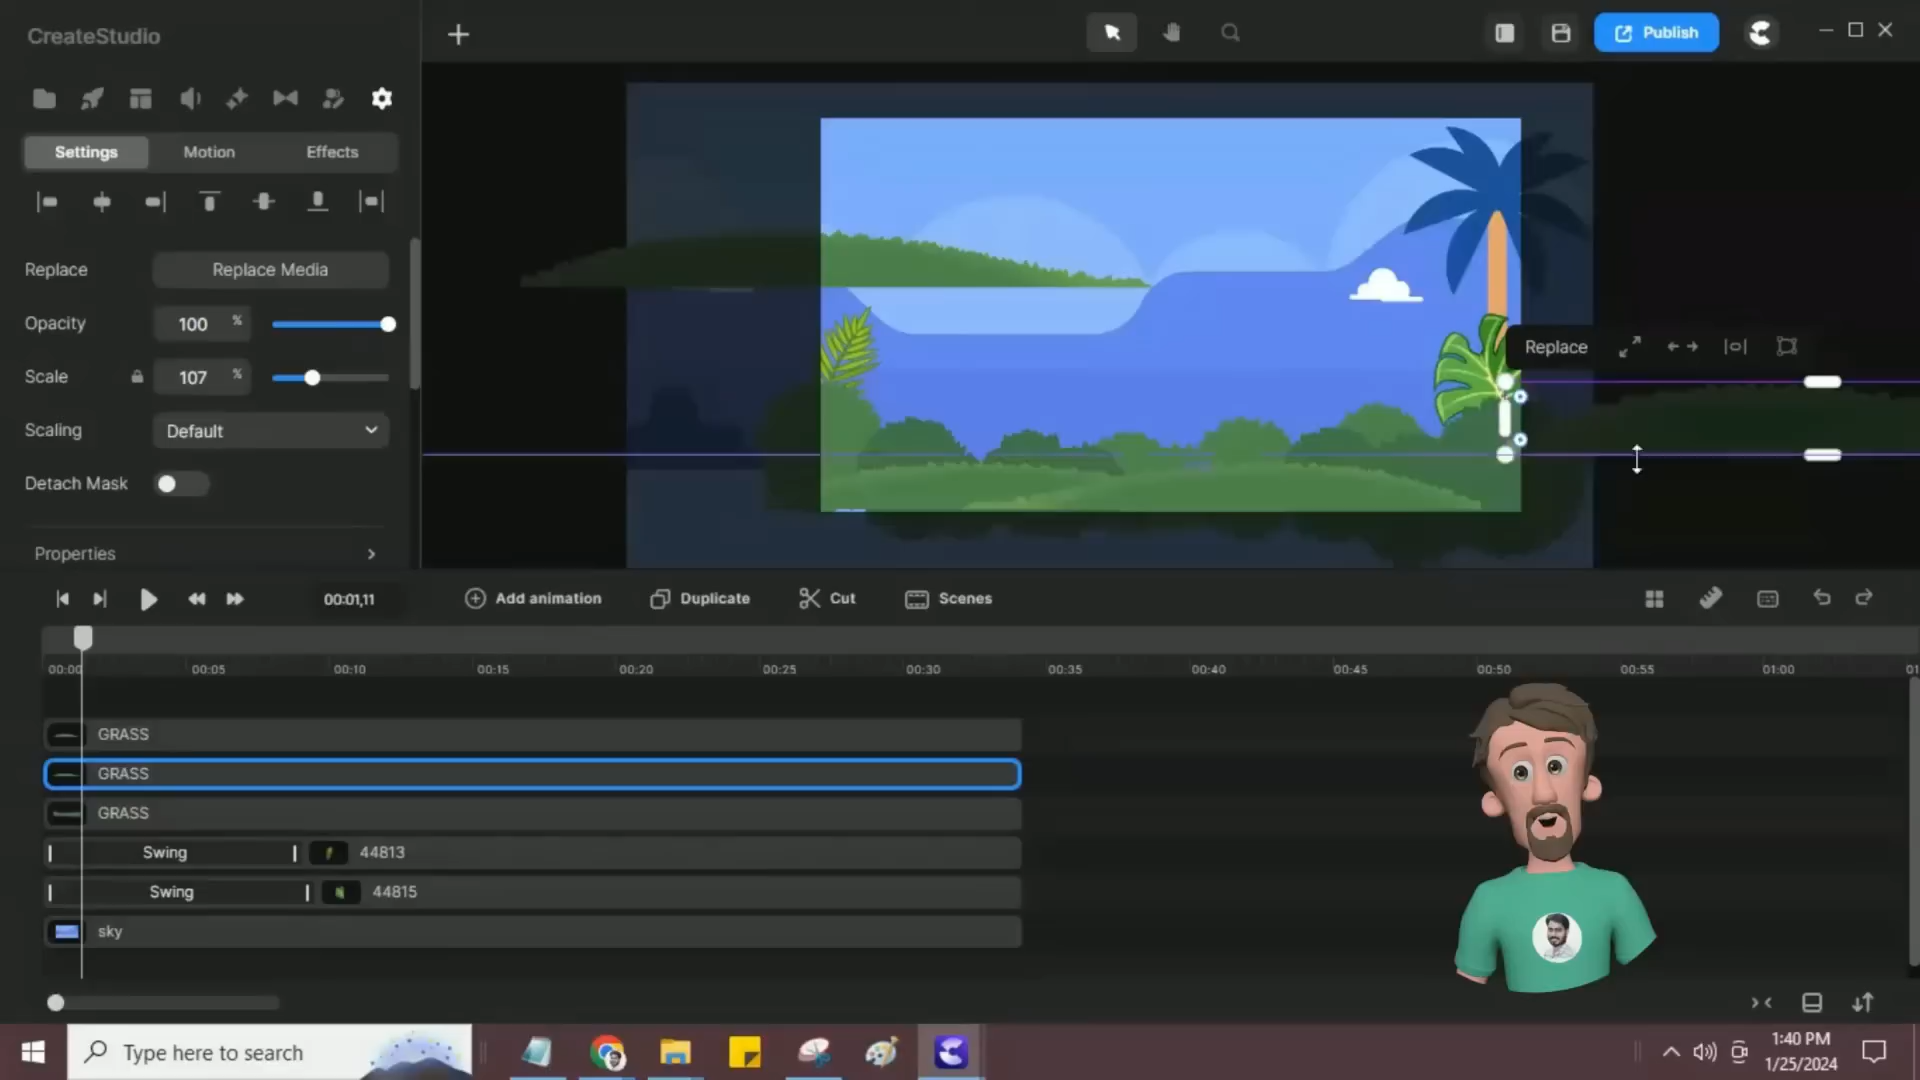 CreateStudio
Publish
Settings Motion Effects
Replace Replace Media
Opacity 100 %
Scale 107 %
Scaling Default
Detach Mask
Properties
Replace
00:01,11 Add animation Duplicate Cut Scenes
00:00 00:05 00:10 00:15 00:20 00:25 00:30 00:35 00:40 00:45 00:50 00:55 01:00 01
GRASS
GRASS
GRASS
Swing 44813
Swing 44815
sky
Type here to search
1:40 PM
1/25/2024